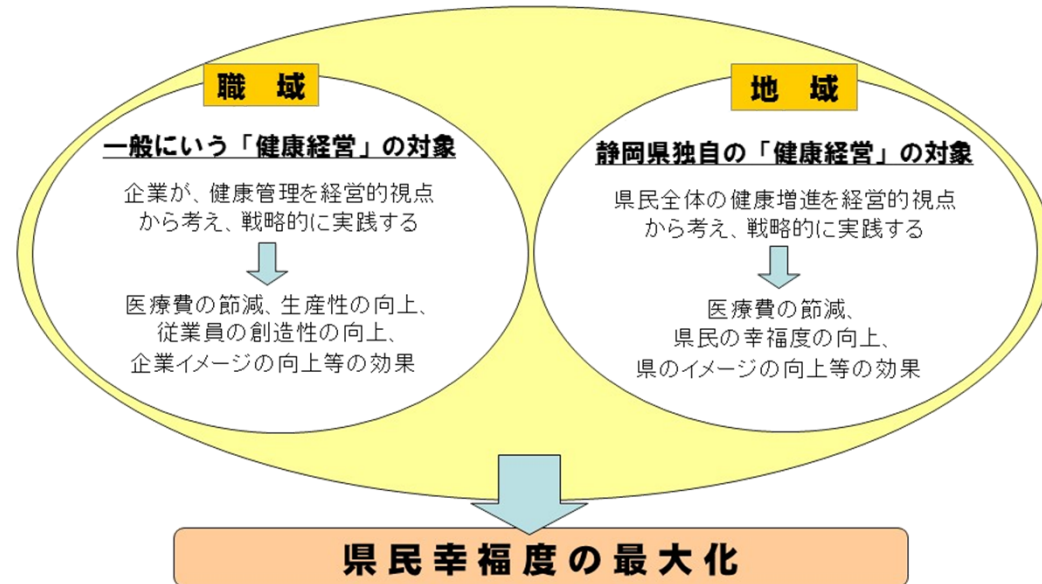 職 域
一般にいう「健康経営」の対象
企業が、健康管理を経営的視点
から考え、戦略的に実践する
医療費の節減、生産性の向上、
従業員の創造性の向上、
企業イメージの向上等の効果
地 域
静岡県独自の「健康経営」の対象
県民全体の健康増進を経営的視点
から考え、戦略的に実践する
医療費の節減、
県民の幸福度の向上、
県のイメージの向上等の効果
県民幸福度の最大化